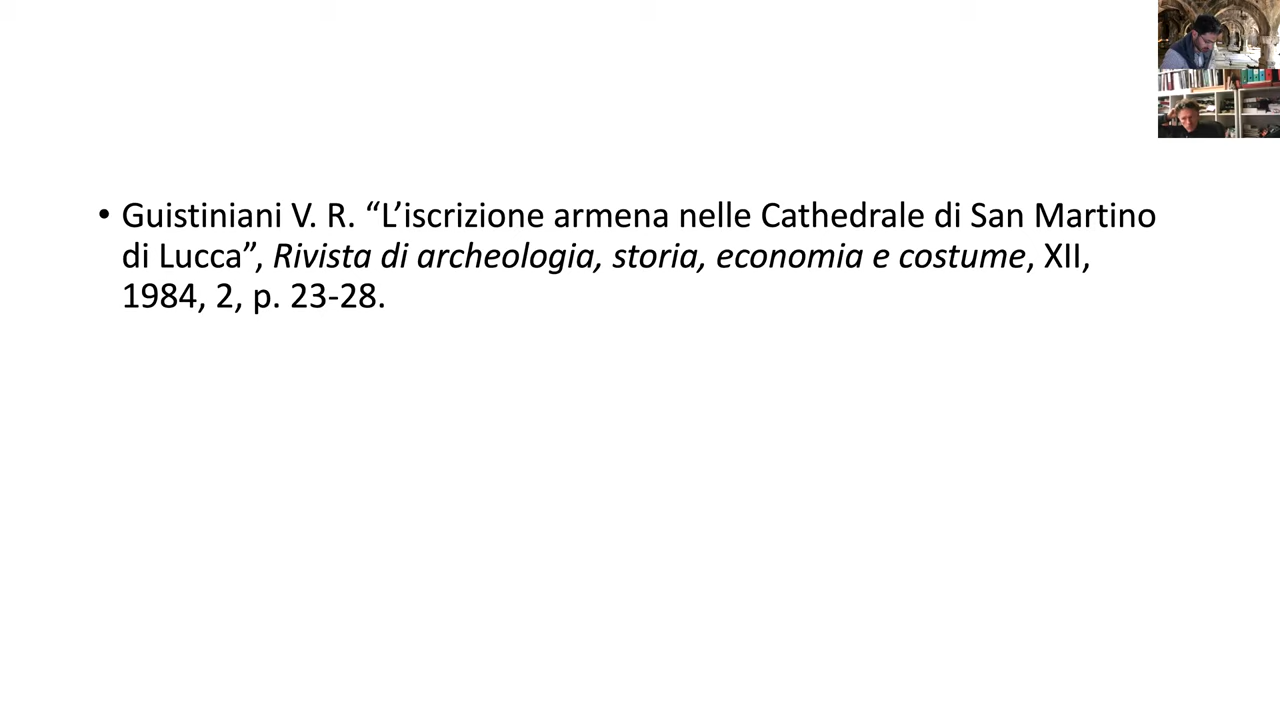 • Guistiniani V. R. “L’iscrizione armena nelle Cathedrale di San Martino
di Lucca”, Rivista di archeologia, storia, economia e costume, XII,
1984, 2, p. 23-28.